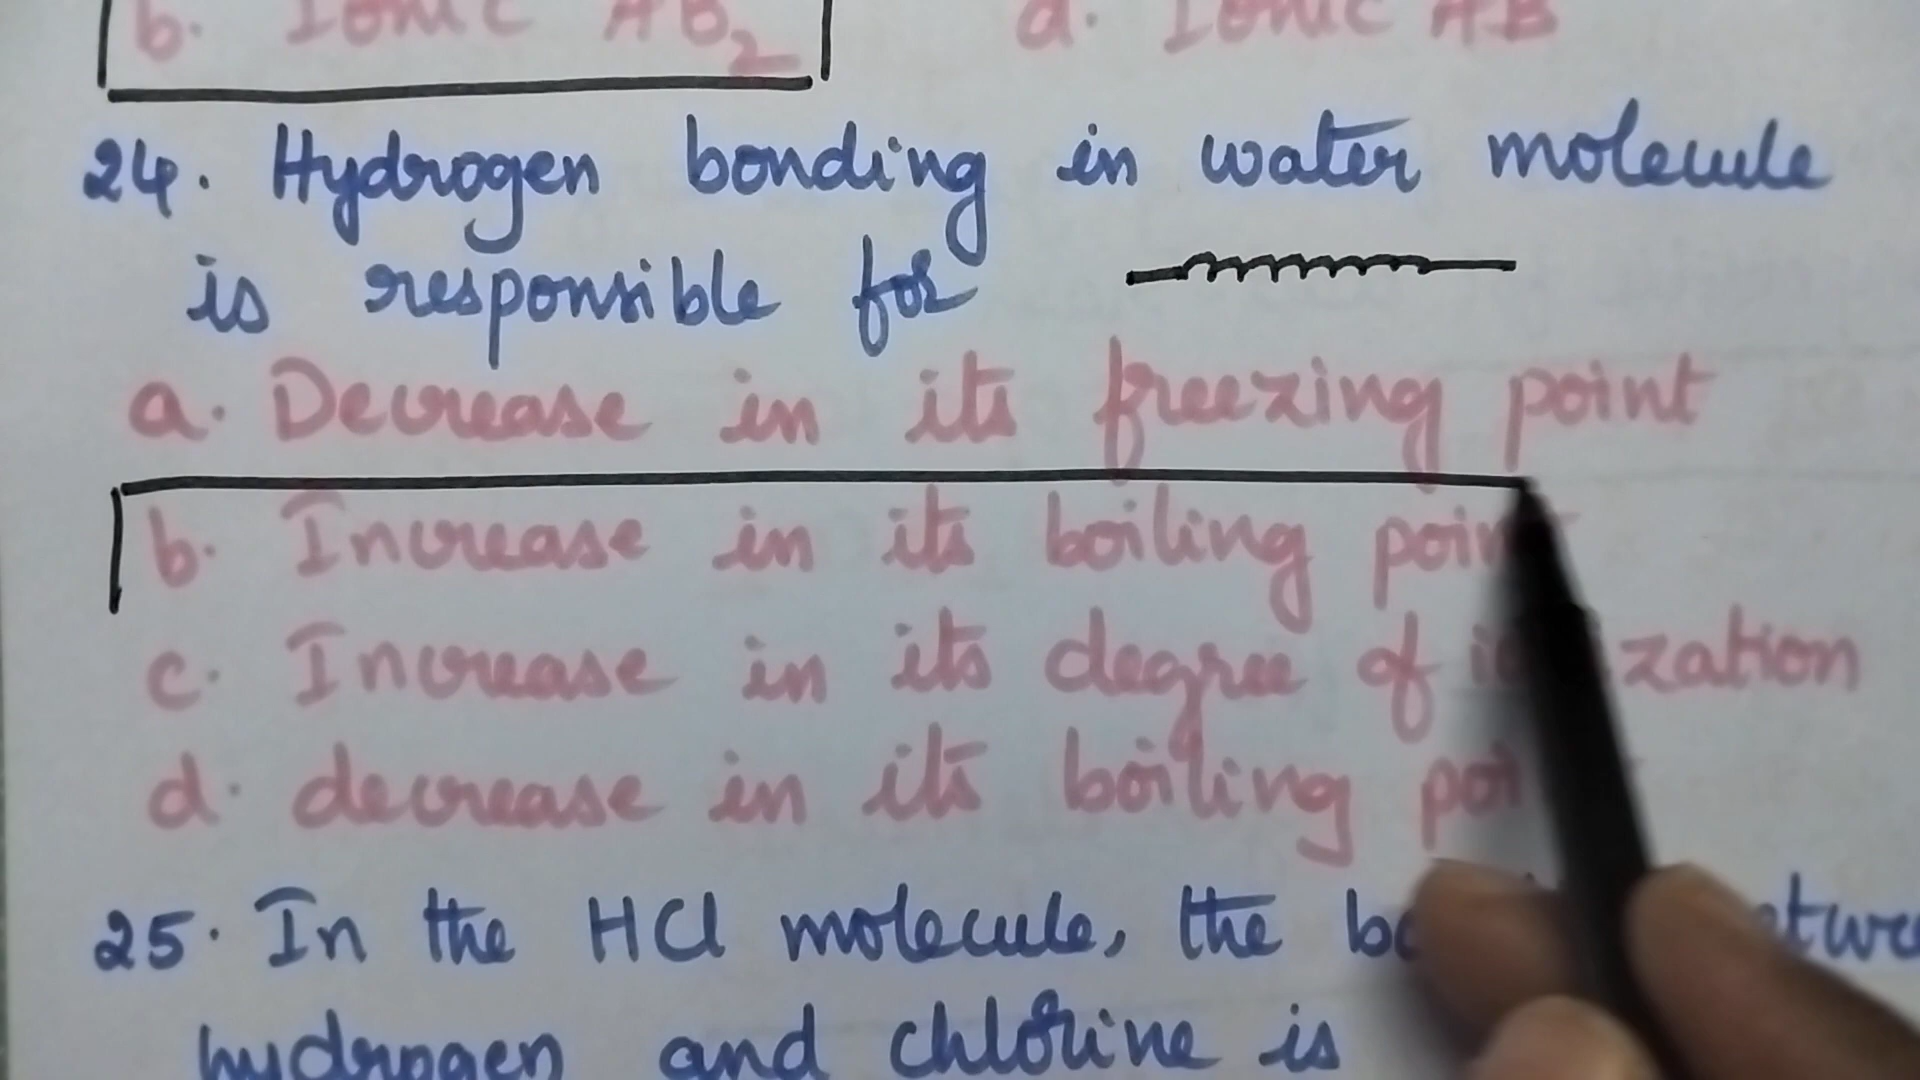 b. Ionic AB2 d. Ionic AB
24. Hydrogen bonding in water molecule
is responsible for
a. Decrease in its freezing point
b. Increase in its boiling point
c. Increase in its degree of
d. decrease in its boiling
25. In the HCl molecule, the
hydrogen and chlorine is